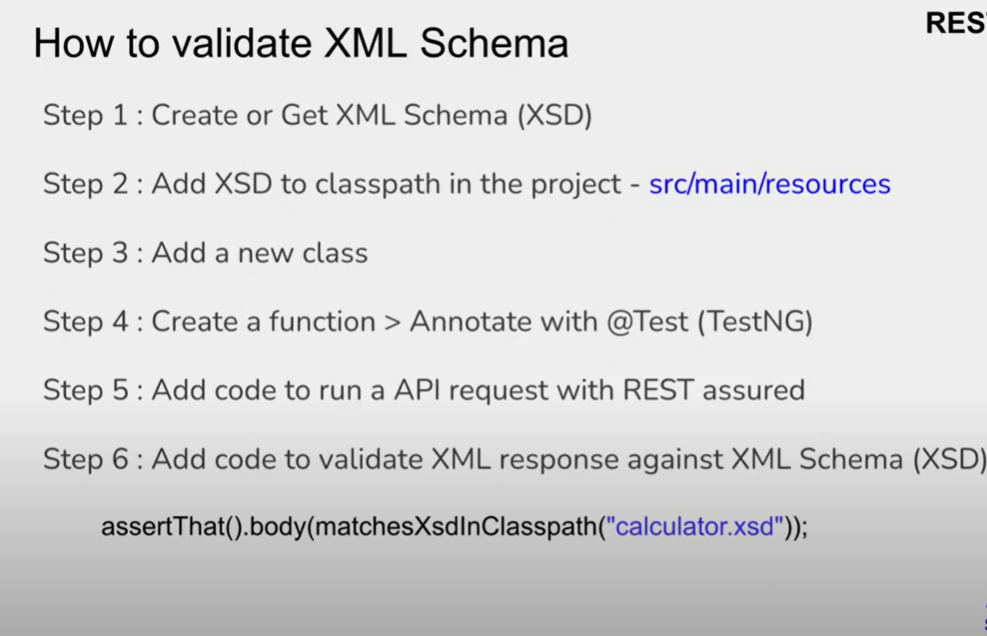 How to validate XML Schema
REST
Step 1 : Create or Get XML Schema (XSD)
Step 2 : Add XSD to classpath in the project - src/main/resources
Step 3 : Add a new class
Step 4 : Create a function > Annotate with @Test (TestNG)
Step 5 : Add code to run a API request with REST assured
Step 6 : Add code to validate XML response against XML Schema (XSD)
assertThat().body(matchesXsdInClasspath("calculator.xsd"));